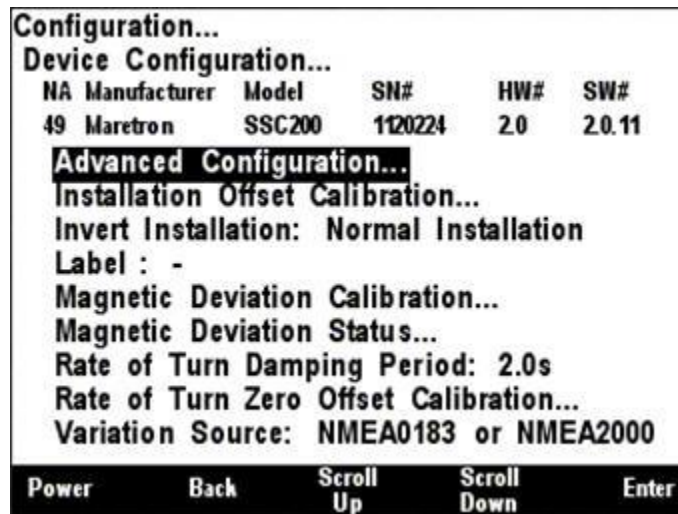 Configuration...
Device Configuration...
NA Manufacturer Model SN# HW# SW#
49 Maretron SSC200 1120224 2.0 2.0.11
Advanced Configuration...
Installation Offset Calibration...
Invert Installation: Normal Installation
Label : -
Magnetic Deviation Calibration...
Magnetic Deviation Status...
Rate of Turn Damping Period: 2.0s
Rate of Turn Zero Offset Calibration...
Variation Source: NMEA0183 or NMEA2000
Power Back Scroll Up Scroll Down Enter